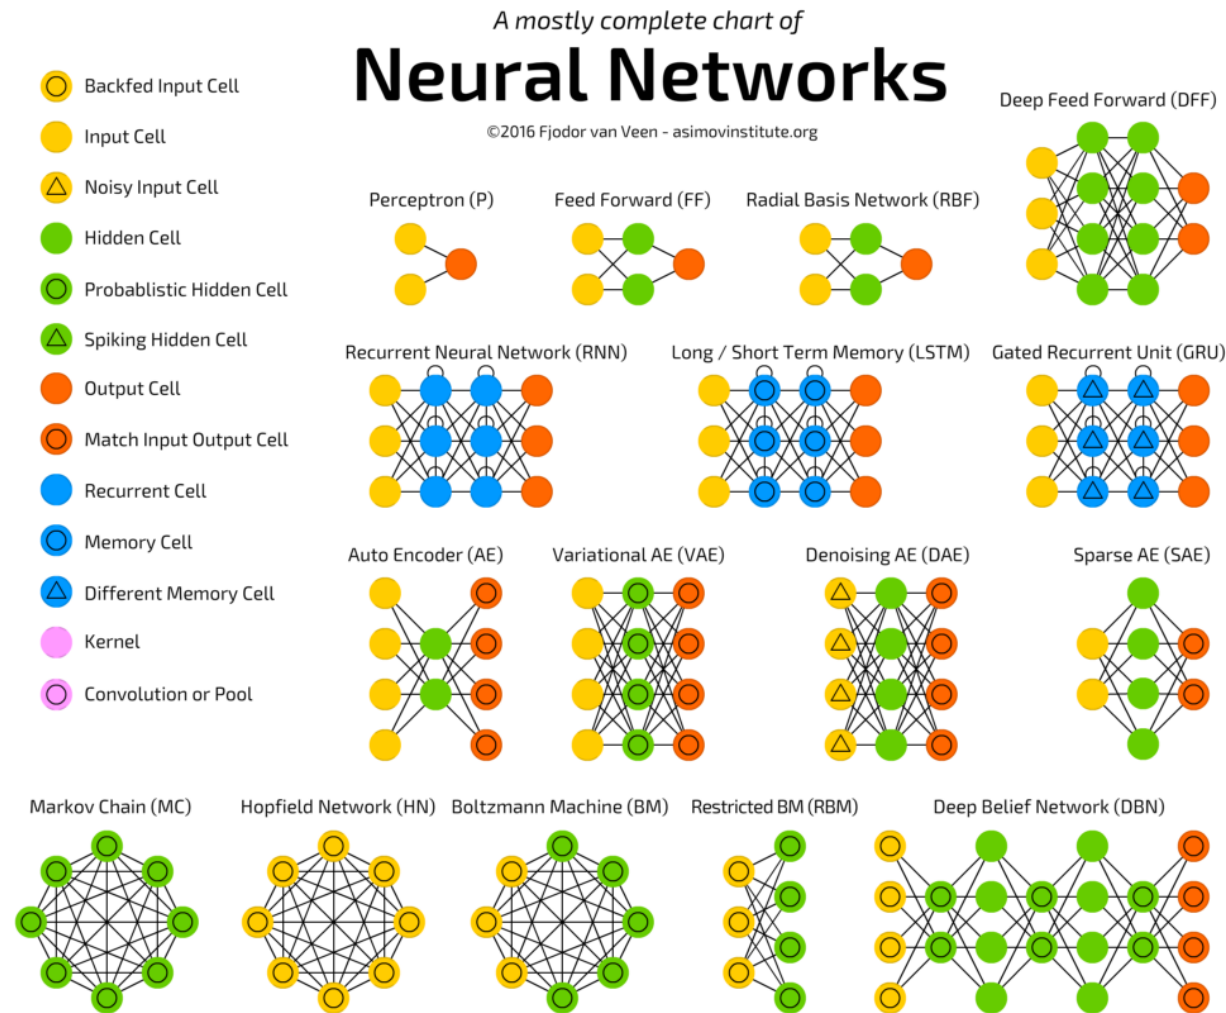 A mostly complete chart of
Neural Networks
©2016 Fjodor van Veen - asimovinstitute.org
Backfed Input Cell
Input Cell
Noisy Input Cell
Hidden Cell
Probablistic Hidden Cell
Spiking Hidden Cell
Output Cell
Match Input Output Cell
Recurrent Cell
Memory Cell
Different Memory Cell
Kernel
Convolution or Pool
Deep Feed Forward (DFF)
Perceptron (P)
Feed Forward (FF)
Radial Basis Network (RBF)
Recurrent Neural Network (RNN)
Long / Short Term Memory (LSTM)
Gated Recurrent Unit (GRU)
Auto Encoder (AE)
Variational AE (VAE)
Denoising AE (DAE)
Sparse AE (SAE)
Markov Chain (MC)
Hopfield Network (HN)
Boltzmann Machine (BM)
Restricted BM (RBM)
Deep Belief Network (DBN)